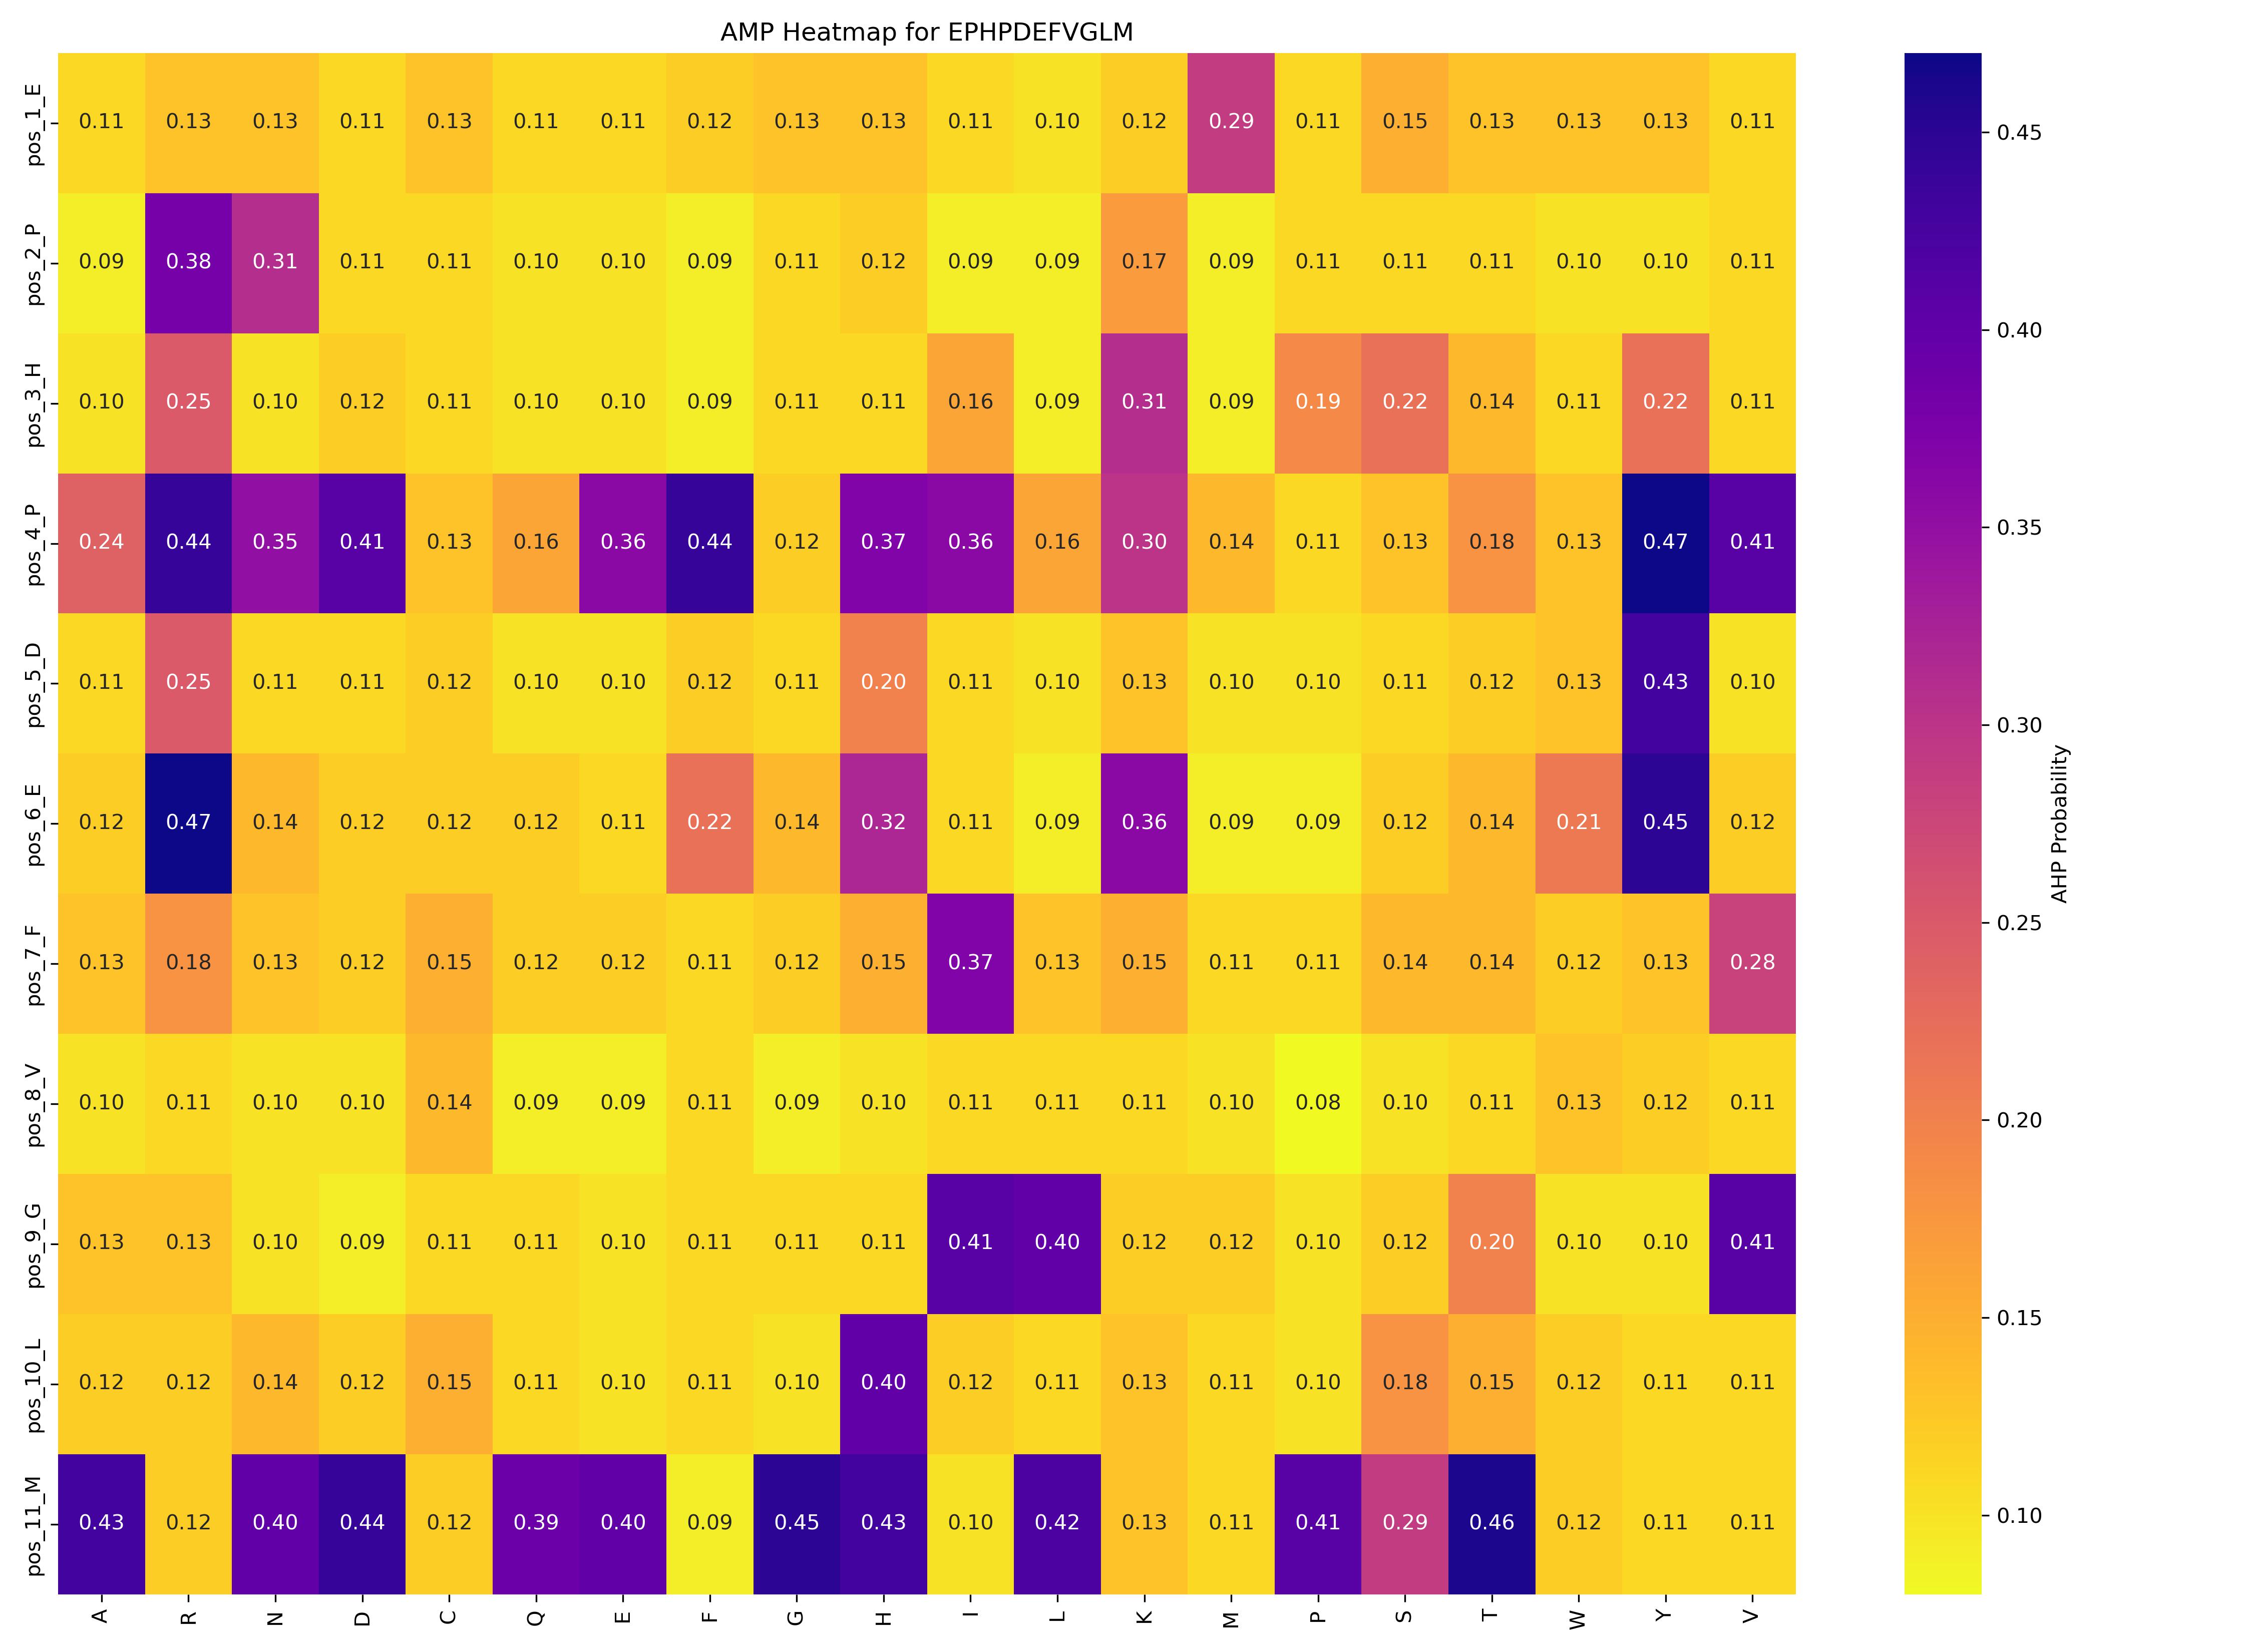 AMP Heatmap for EPHPDEFVGLM
pos_1_E 0.11 0.13 0.13 0.11 0.13 0.11 0.11 0.12 0.13 0.13 0.11 0.10 0.12 0.29 0.11 0.15 0.13 0.13 0.13 0.11
pos_2_P 0.09 0.38 0.31 0.11 0.11 0.10 0.10 0.09 0.11 0.12 0.09 0.09 0.17 0.09 0.11 0.11 0.11 0.10 0.10 0.11
pos_3_H 0.10 0.25 0.10 0.12 0.11 0.10 0.10 0.09 0.11 0.11 0.16 0.09 0.31 0.09 0.19 0.22 0.14 0.11 0.22 0.11
pos_4_P 0.24 0.44 0.35 0.41 0.13 0.16 0.36 0.44 0.12 0.37 0.36 0.16 0.30 0.14 0.11 0.13 0.18 0.13 0.47 0.41
pos_5_D 0.11 0.25 0.11 0.11 0.12 0.10 0.10 0.12 0.11 0.20 0.11 0.10 0.13 0.10 0.10 0.11 0.12 0.13 0.43 0.10
pos_6_E 0.12 0.47 0.14 0.12 0.12 0.12 0.11 0.22 0.14 0.32 0.11 0.09 0.36 0.09 0.09 0.12 0.14 0.21 0.45 0.12
pos_7_F 0.13 0.18 0.13 0.12 0.15 0.12 0.12 0.11 0.12 0.15 0.37 0.13 0.15 0.11 0.11 0.14 0.14 0.12 0.13 0.28
pos_8_V 0.10 0.11 0.10 0.10 0.14 0.09 0.09 0.11 0.09 0.10 0.11 0.11 0.11 0.10 0.08 0.10 0.11 0.13 0.12 0.11
pos_9_G 0.13 0.13 0.10 0.09 0.11 0.11 0.10 0.11 0.11 0.11 0.41 0.40 0.12 0.12 0.10 0.12 0.20 0.10 0.10 0.41
pos_10_L 0.12 0.12 0.14 0.12 0.15 0.11 0.10 0.11 0.10 0.40 0.12 0.11 0.13 0.11 0.10 0.18 0.15 0.12 0.11 0.11
pos_11_M 0.43 0.12 0.40 0.44 0.12 0.39 0.40 0.09 0.45 0.43 0.10 0.42 0.13 0.11 0.41 0.29 0.46 0.12 0.11 0.11
A R N D C Q E F G H I L K M P S T W Y V
0.45
0.40
0.35
0.30
0.25
0.20
0.15
0.10
AHP Probability